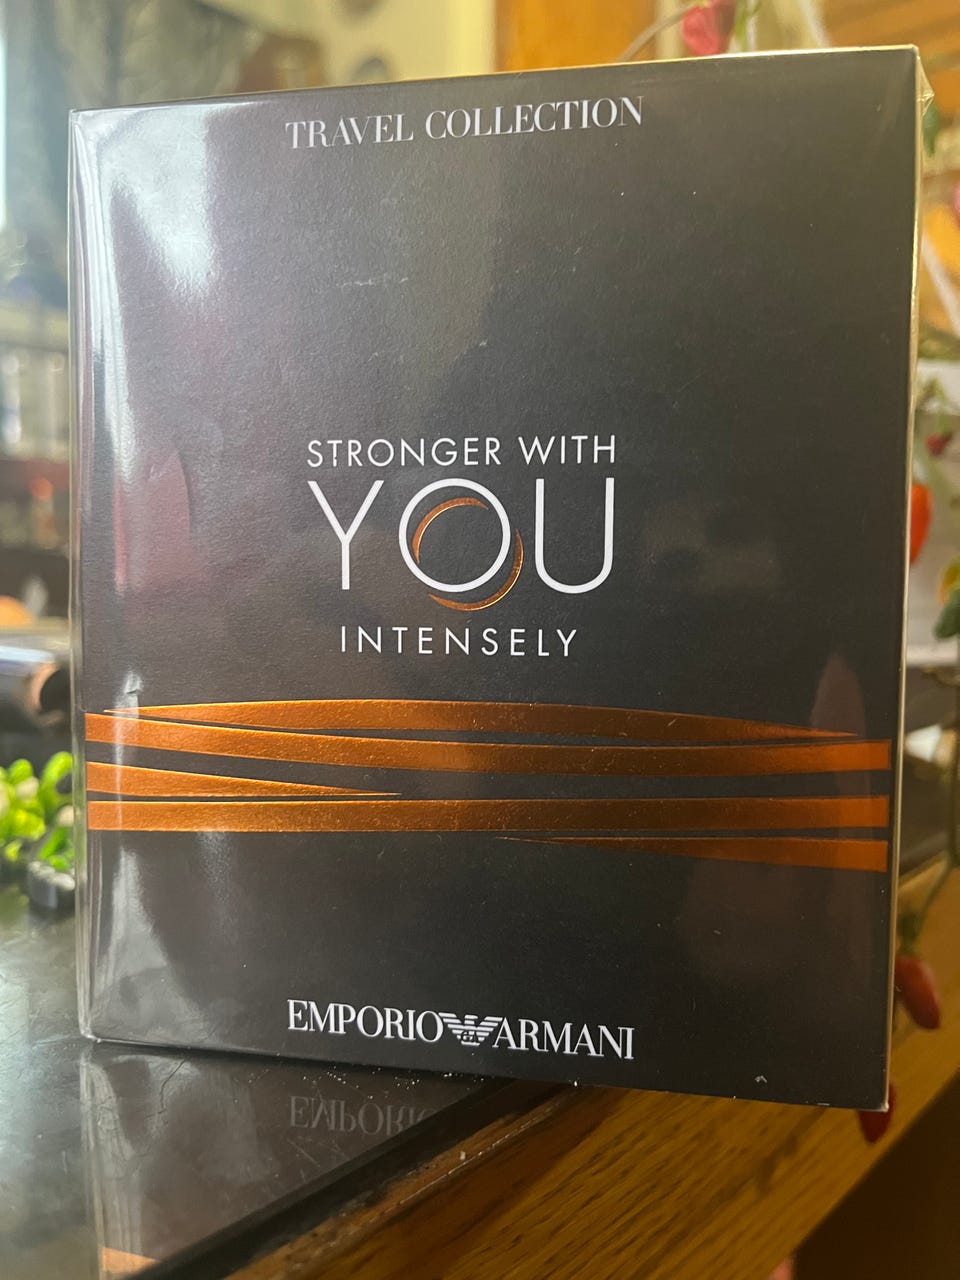 TRAVEL COLLECTION
STRONGER WITH
YOU
INTENSELY
EMPORIO ARMANI